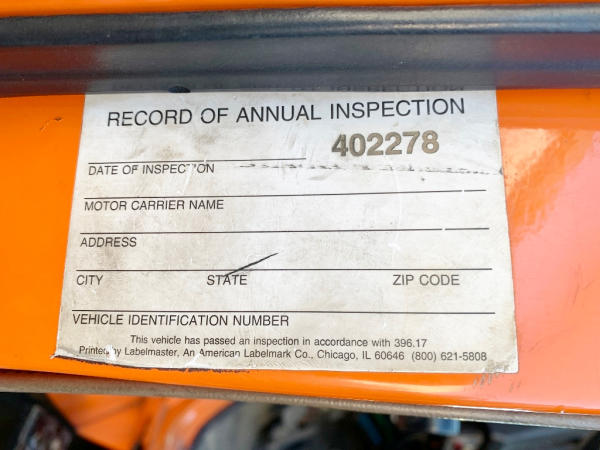 RECORD OF ANNUAL INSPECTION
402278
DATE OF INSPECTION
MOTOR CARRIER NAME
ADDRESS
CITY STATE ZIP CODE
VEHICLE IDENTIFICATION NUMBER
This vehicle has passed an inspection in accordance with 396.17
Printed by Labelmaster, An American Labelmark Co., Chicago, IL 60646 (800) 621-5808